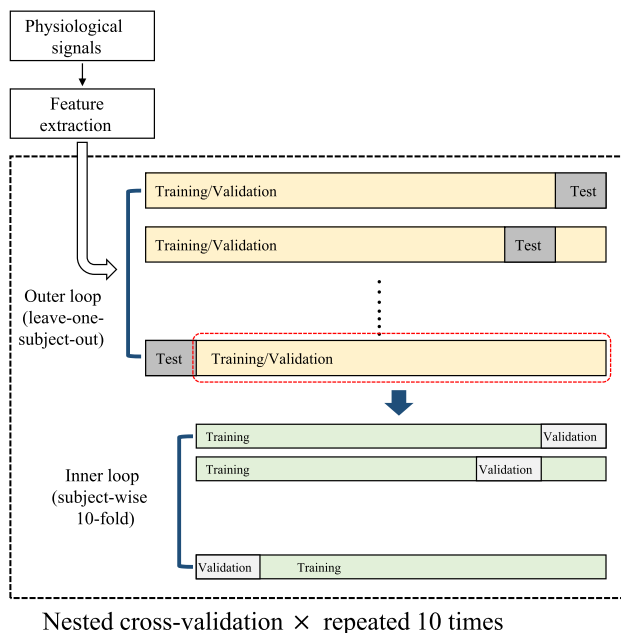 Physiological
signals
Feature
extraction
Training/Validation
Test
Training/Validation
Test
Outer loop
(leave-one-
subject-out)
Test
Training/Validation
Training
Validation
Training
Validation
Inner loop
(subject-wise
10-fold)
Validation
Training
Nested cross-validation × repeated 10 times